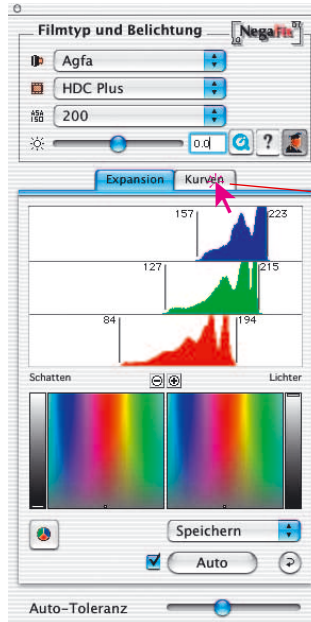 Filmtyp und Belichtung NegaFix
Agfa
HDC Plus
ASA
ISO 200
0.0 ?
Expansion Kurven
157 223
127 215
84 194
Schatten Lichter
Speichern
Auto
Auto-Toleranz